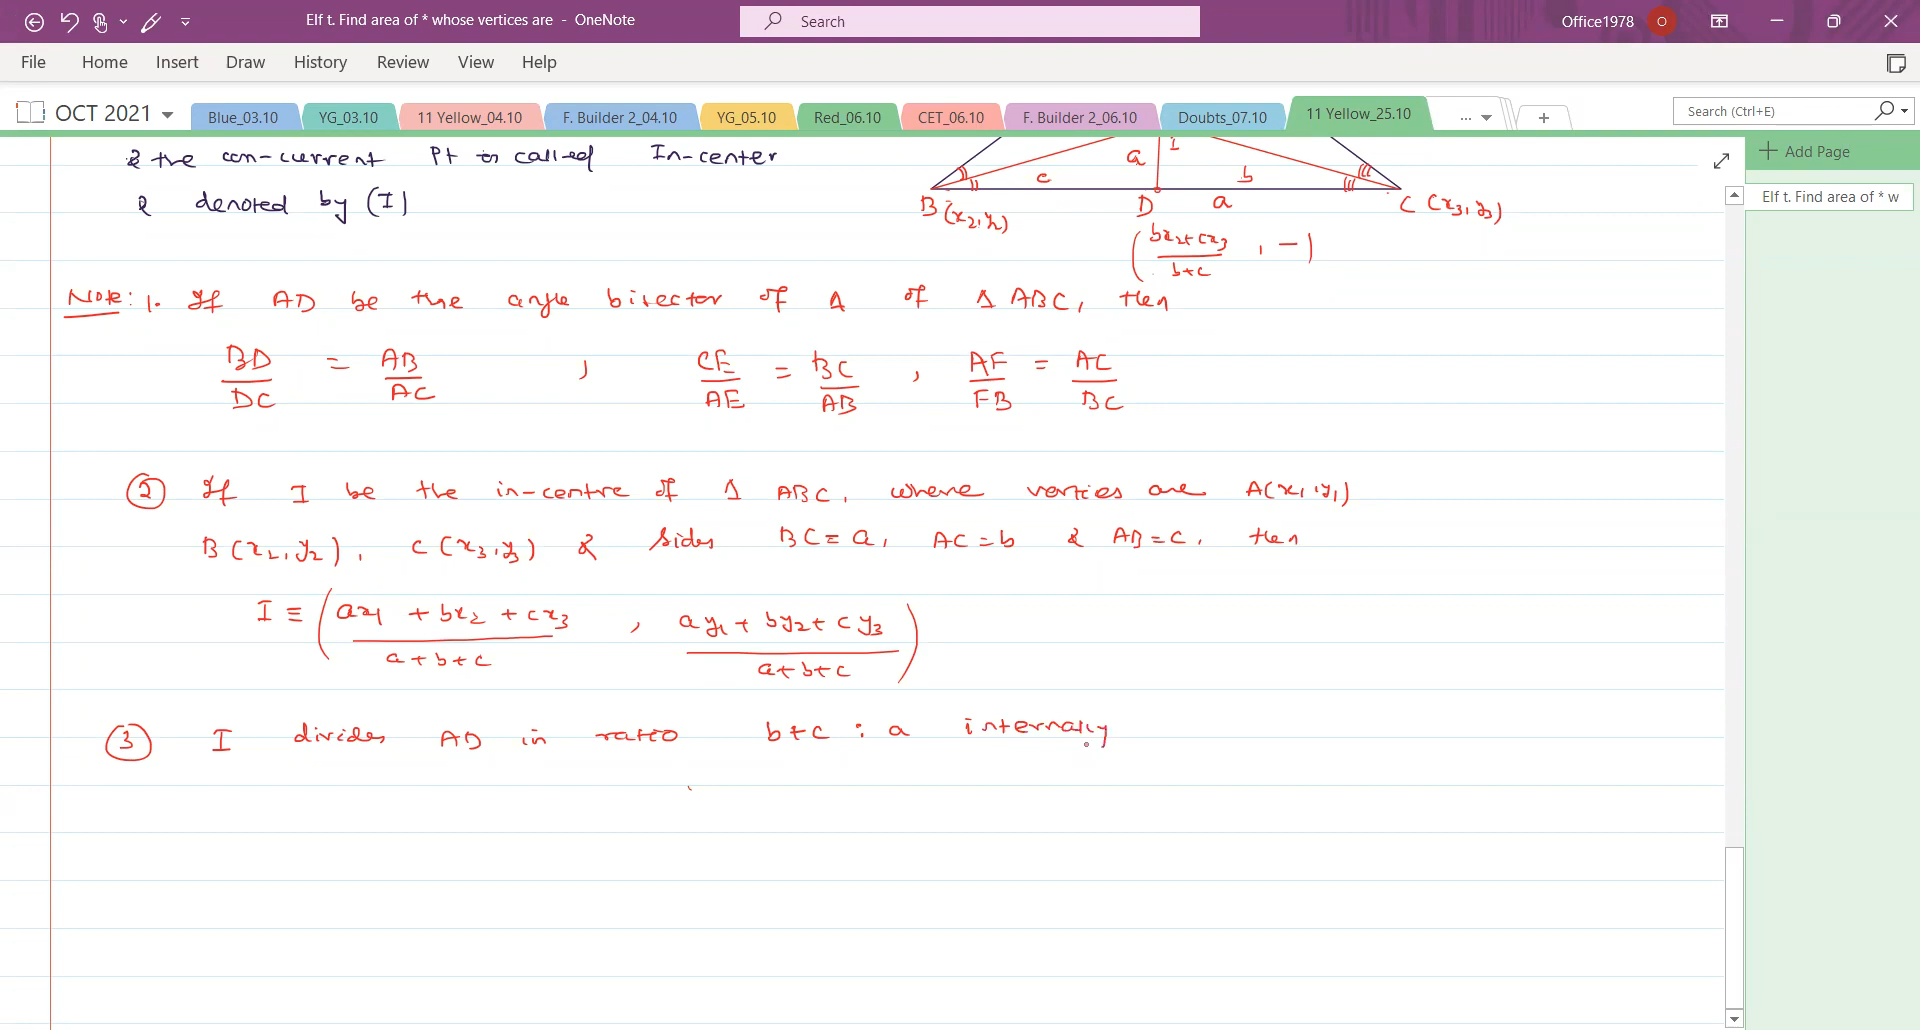 Elf t. Find area of * whose vertices are - OneNote
Search
Office1978
O
File Home Insert Draw History Review View Help
OCT 2021
Blue_03.10 YG_03.10 11 Yellow_04.10 F. Builder 2_04.10 YG_05.10 Red_06.10 CET_06.10 F. Builder 2_06.10 Doubts_07.10 11 Yellow_25.10 ... +
Search (Ctrl+E)
+ Add Page
Elf t. Find area of * w
& the con-current Pt is called In-center
& denoted by (I)
a I
c b
B (x₂, y₂) D a C (x₃, y₃)
( bx₂+cx₃ / b+c , — )
Note: 1. If AD be the angle bisector of A of Δ ABC, then
BD/DC = AB/AC , CE/AE = BC/AB , AF/FB = AC/BC
② If I be the in-centre of Δ ABC, where vertices are A(x₁, y₁)
B (x₂, y₂), C (x₃, y₃) & sides BC = a, AC = b & AB = c, then
I ≡ ( ax₁ + bx₂ + cx₃ / a+b+c , ay₁ + by₂ + cy₃ / a+b+c )
③ I divides AD in ratio b+c : a internally